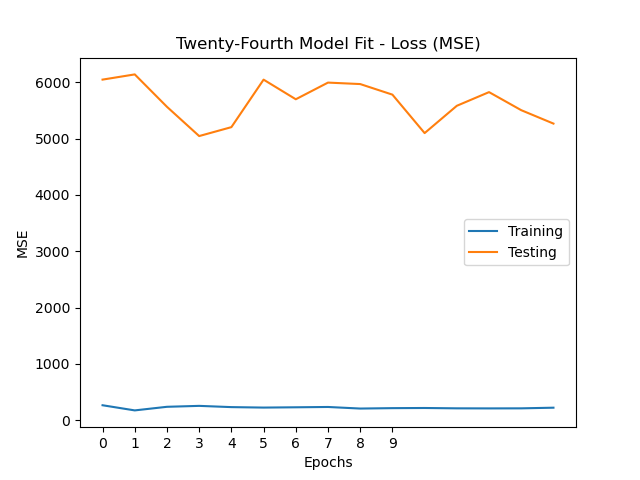 Twenty-Fourth Model Fit - Loss (MSE)
6000
5000
4000
3000
2000
1000
0
MSE
Training
Testing
0 1 2 3 4 5 6 7 8 9
Epochs